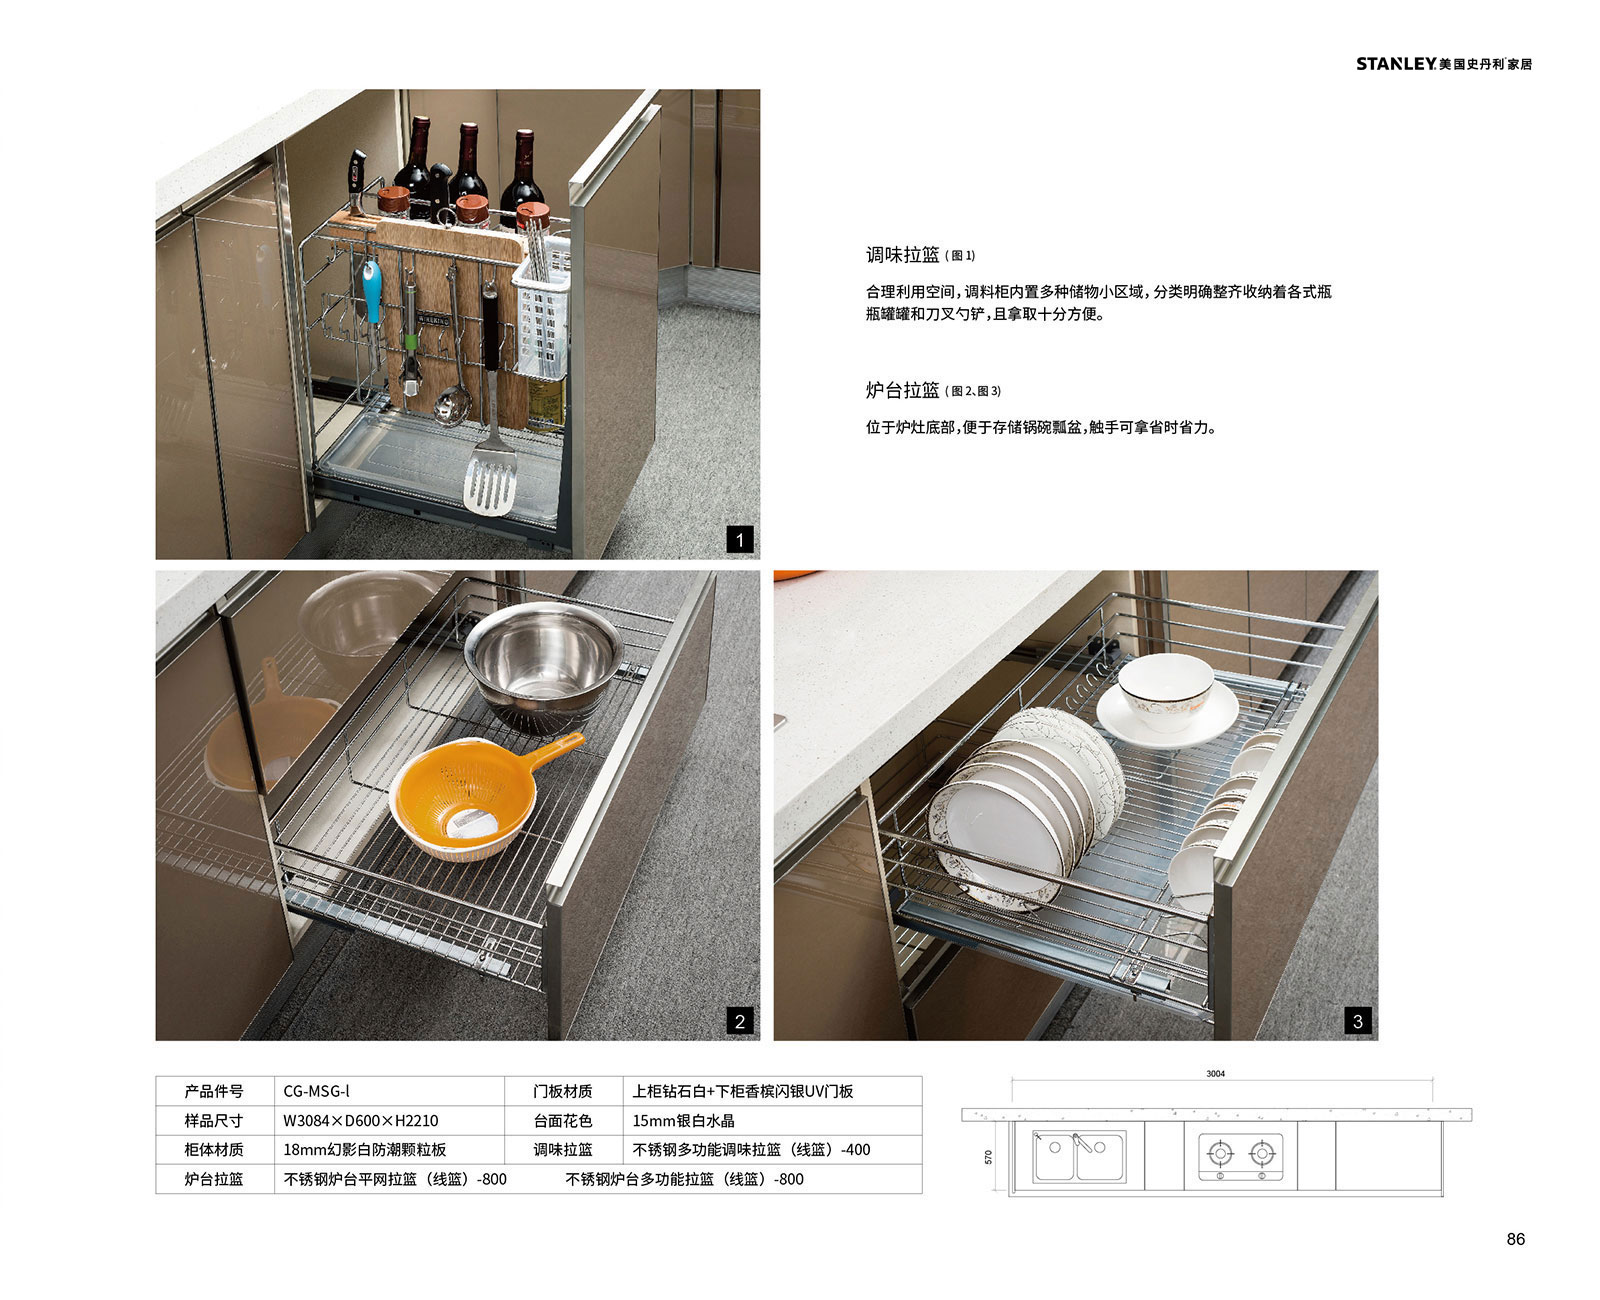 STANLEY.美国史丹利家居
调味拉篮(图1)
合理利用空间，调料柜内置多种储物小区域，分类明确整齐收纳着各式瓶
瓶罐罐和刀叉勺铲，且拿取十分方便。
炉台拉篮(图2、图3)
位于炉灶底部，便于存储锅碗瓢盆，触手可拿省时省力。
1
2
3
产品件号 CG-MSG-l 门板材质 上柜钻石白+下柜香槟闪银UV门板
样品尺寸 W3084×D600×H2210 台面花色 15mm银白水晶
柜体材质 18mm幻影白防潮颗粒板 调味拉篮 不锈钢多功能调味拉篮（线篮）-400
炉台拉篮 不锈钢炉台平网拉篮（线篮）-800 不锈钢炉台多功能拉篮（线篮）-800
3004
570
86